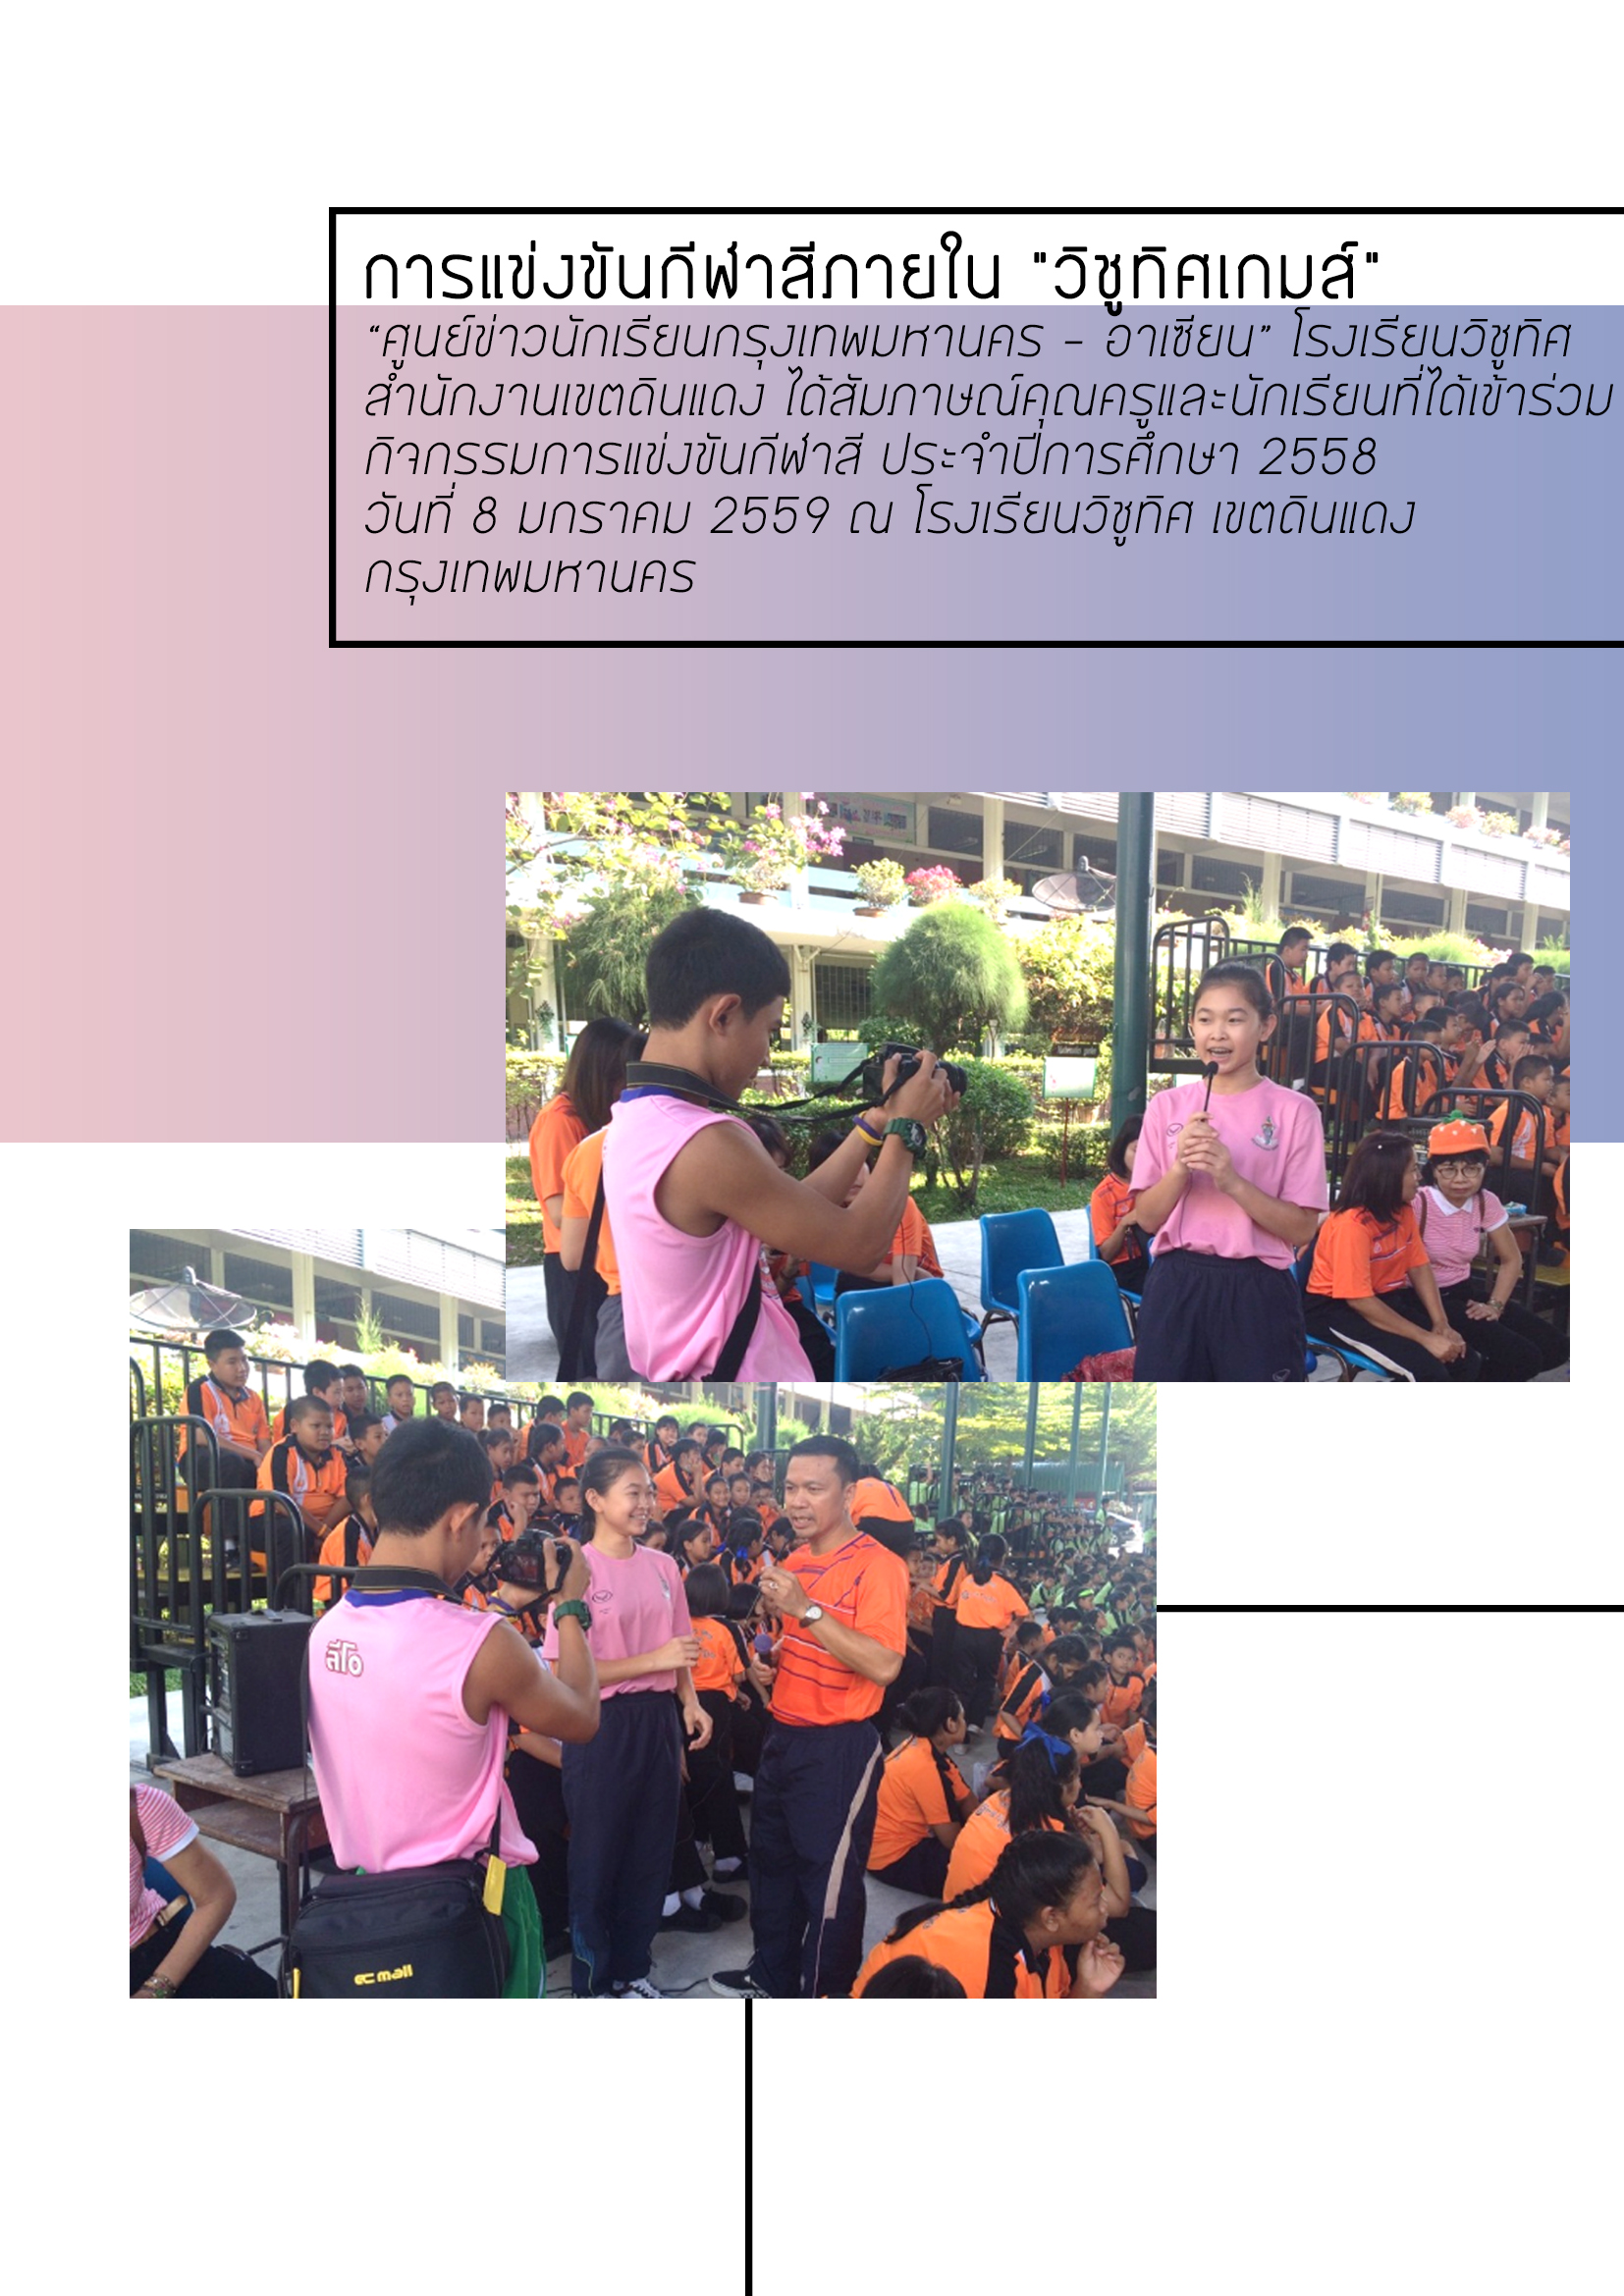 การแข่งขันกีฬาสีภายใน "วิชูทิศเกมส์"
“ศูนย์ข่าวนักเรียนกรุงเทพมหานคร - อาเซียน” โรงเรียนวิชูทิศ
สำนักงานเขตดินแดง ได้สัมภาษณ์คุณครูและนักเรียนที่ได้เข้าร่วม
กิจกรรมการแข่งขันกีฬาสี ประจำปีการศึกษา 2558
วันที่ 8 มกราคม 2559 ณ โรงเรียนวิชูทิศ เขตดินแดง
กรุงเทพมหานคร
ลีโอ
ec mall